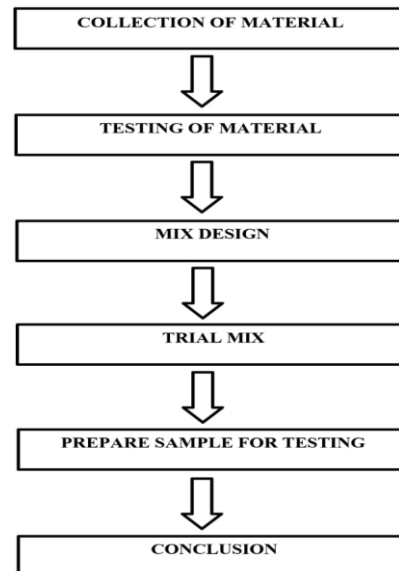 COLLECTION OF MATERIAL
TESTING OF MATERIAL
MIX DESIGN
TRIAL MIX
PREPARE SAMPLE FOR TESTING
CONCLUSION